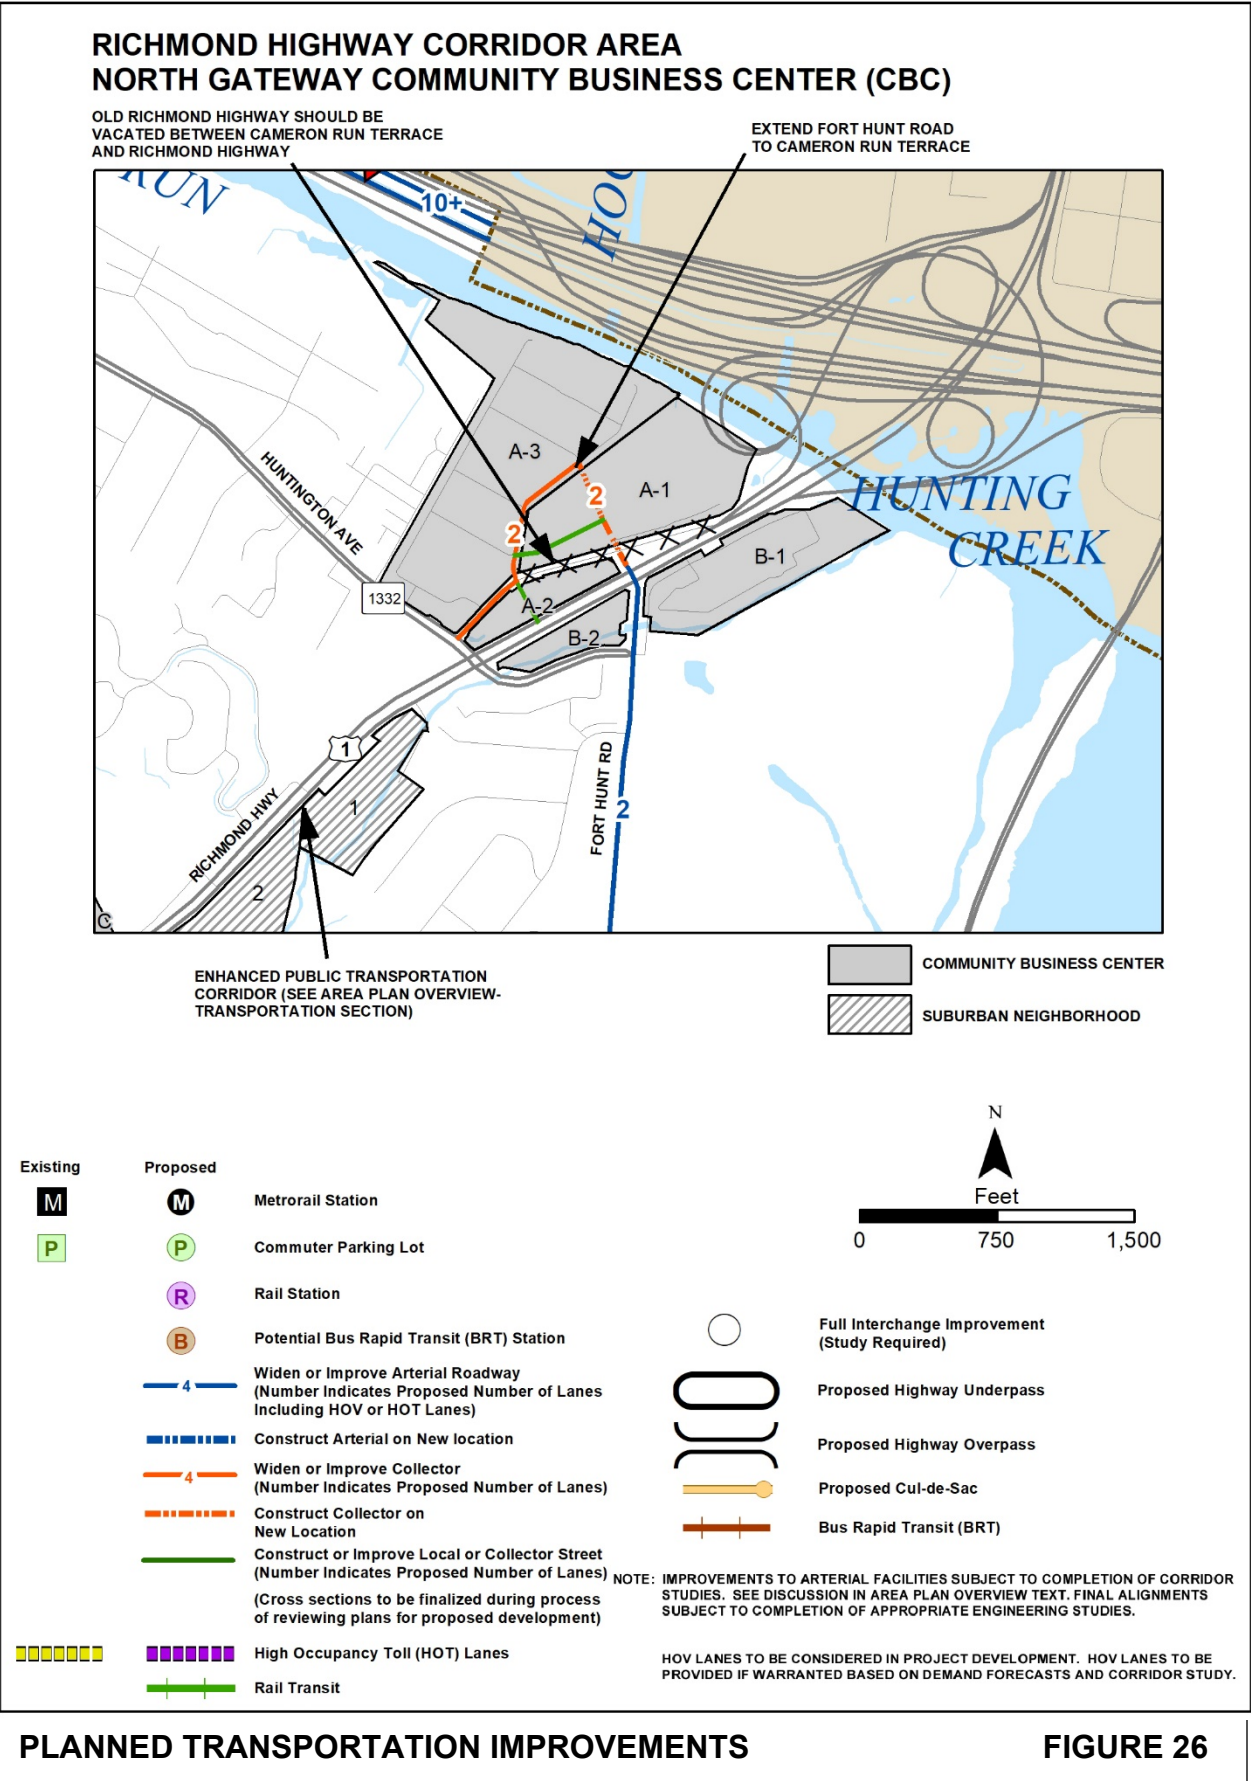 RICHMOND HIGHWAY CORRIDOR AREA
NORTH GATEWAY COMMUNITY BUSINESS CENTER (CBC)
OLD RICHMOND HIGHWAY SHOULD BE
VACATED BETWEEN CAMERON RUN TERRACE
AND RICHMOND HIGHWAY
EXTEND FORT HUNT ROAD
TO CAMERON RUN TERRACE
RUN
10+
HOO
A-3
A-1
2
2
HUNTINGTON AVE
HUNTING
CREEK
B-1
1332
A-2
B-2
1
FORT HUNT RD
2
1
RICHMOND HWY
2
C
ENHANCED PUBLIC TRANSPORTATION
CORRIDOR (SEE AREA PLAN OVERVIEW-
TRANSPORTATION SECTION)
COMMUNITY BUSINESS CENTER
SUBURBAN NEIGHBORHOOD
N
Feet
0 750 1,500
Existing Proposed
M M Metrorail Station
P P Commuter Parking Lot
R Rail Station
B Potential Bus Rapid Transit (BRT) Station
4 Widen or Improve Arterial Roadway
(Number Indicates Proposed Number of Lanes
Including HOV or HOT Lanes)
Construct Arterial on New location
4 Widen or Improve Collector
(Number Indicates Proposed Number of Lanes)
Construct Collector on
New Location
Construct or Improve Local or Collector Street
(Number Indicates Proposed Number of Lanes)
(Cross sections to be finalized during process
of reviewing plans for proposed development)
High Occupancy Toll (HOT) Lanes
Rail Transit
Full Interchange Improvement
(Study Required)
Proposed Highway Underpass
Proposed Highway Overpass
Proposed Cul-de-Sac
Bus Rapid Transit (BRT)
NOTE: IMPROVEMENTS TO ARTERIAL FACILITIES SUBJECT TO COMPLETION OF CORRIDOR
STUDIES. SEE DISCUSSION IN AREA PLAN OVERVIEW TEXT. FINAL ALIGNMENTS
SUBJECT TO COMPLETION OF APPROPRIATE ENGINEERING STUDIES.
HOV LANES TO BE CONSIDERED IN PROJECT DEVELOPMENT. HOV LANES TO BE
PROVIDED IF WARRANTED BASED ON DEMAND FORECASTS AND CORRIDOR STUDY.
PLANNED TRANSPORTATION IMPROVEMENTS FIGURE 26